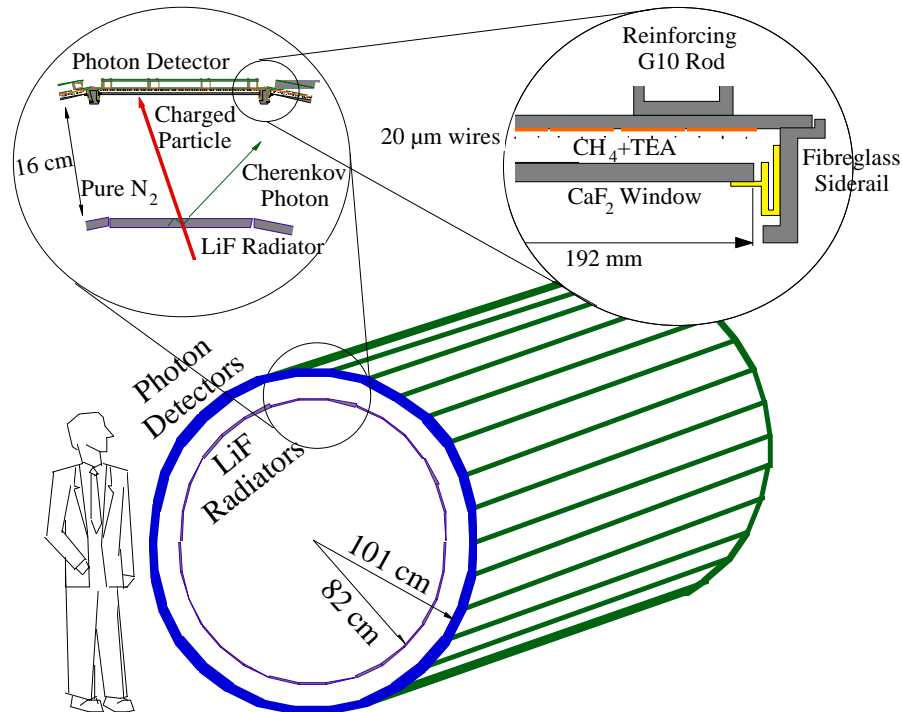 Photon Detector
Charged
Particle
16 cm
Cherenkov
Photon
Pure N2
LiF Radiator
Reinforcing
G10 Rod
20 µm wires
CH4+TEA
Fibreglass
Siderail
CaF2 Window
192 mm
Photon
Detectors
LiF
Radiators
101 cm
82 cm